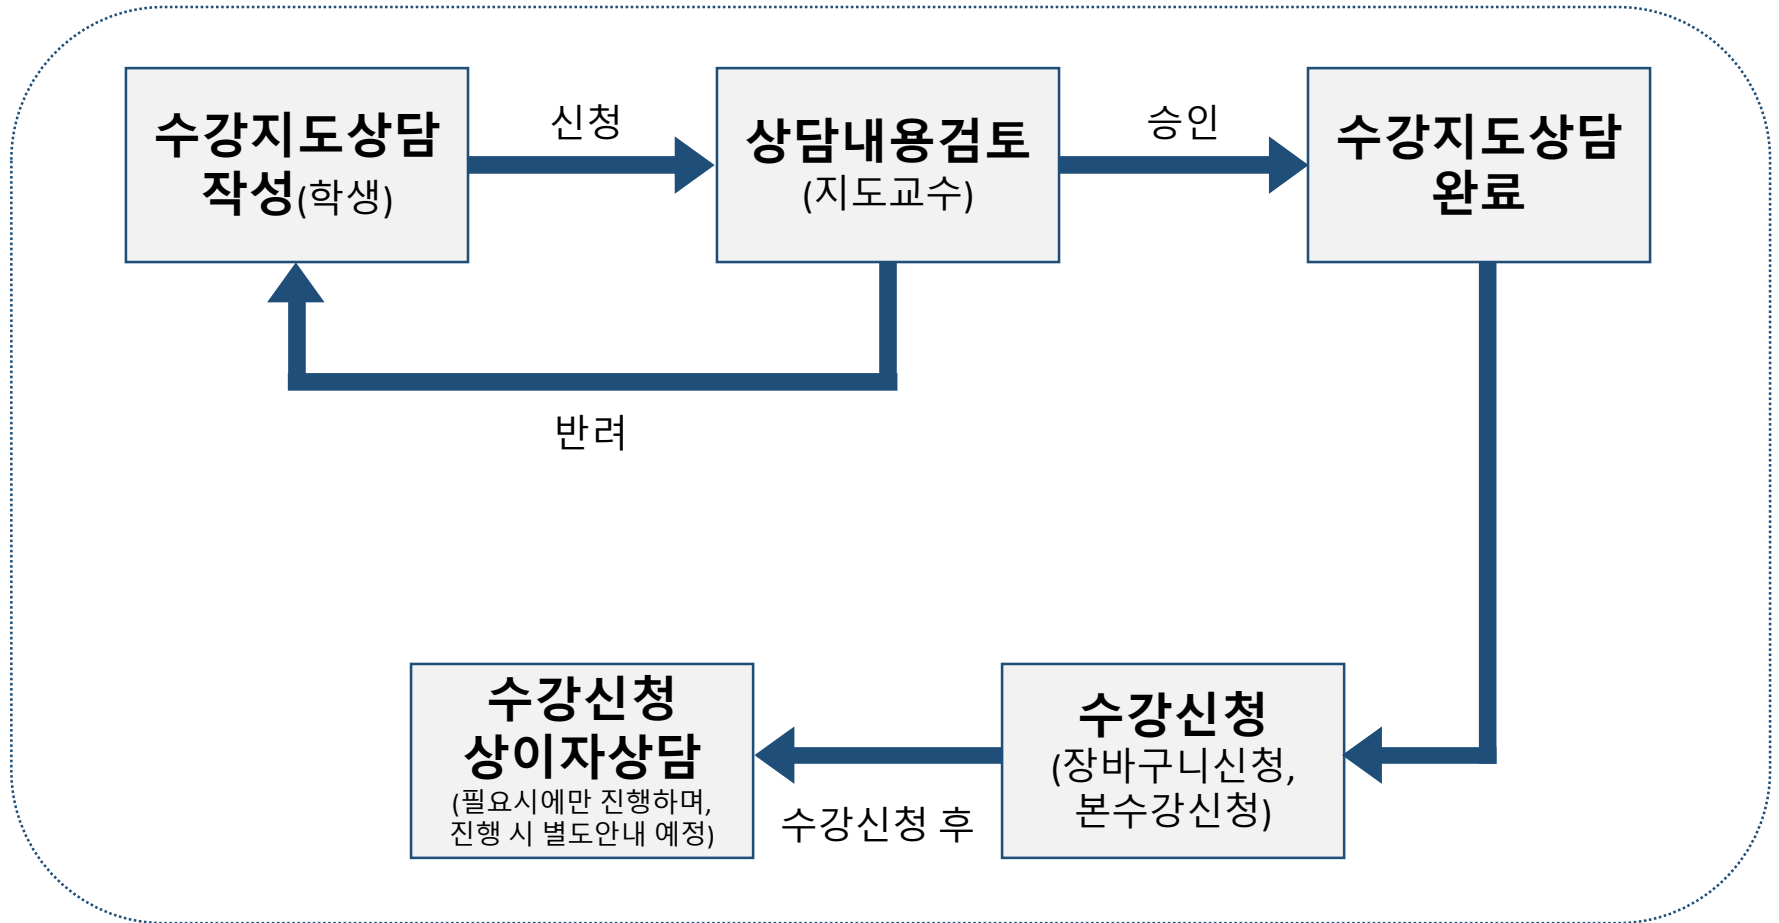 수강지도상담
작성(학생)
신청
상담내용검토
(지도교수)
승인
수강지도상담
완료
반려
수강신청
(장바구니신청,
본수강신청)
수강신청 후
수강신청
상이자상담
(필요시에만 진행하며,
진행 시 별도안내 예정)